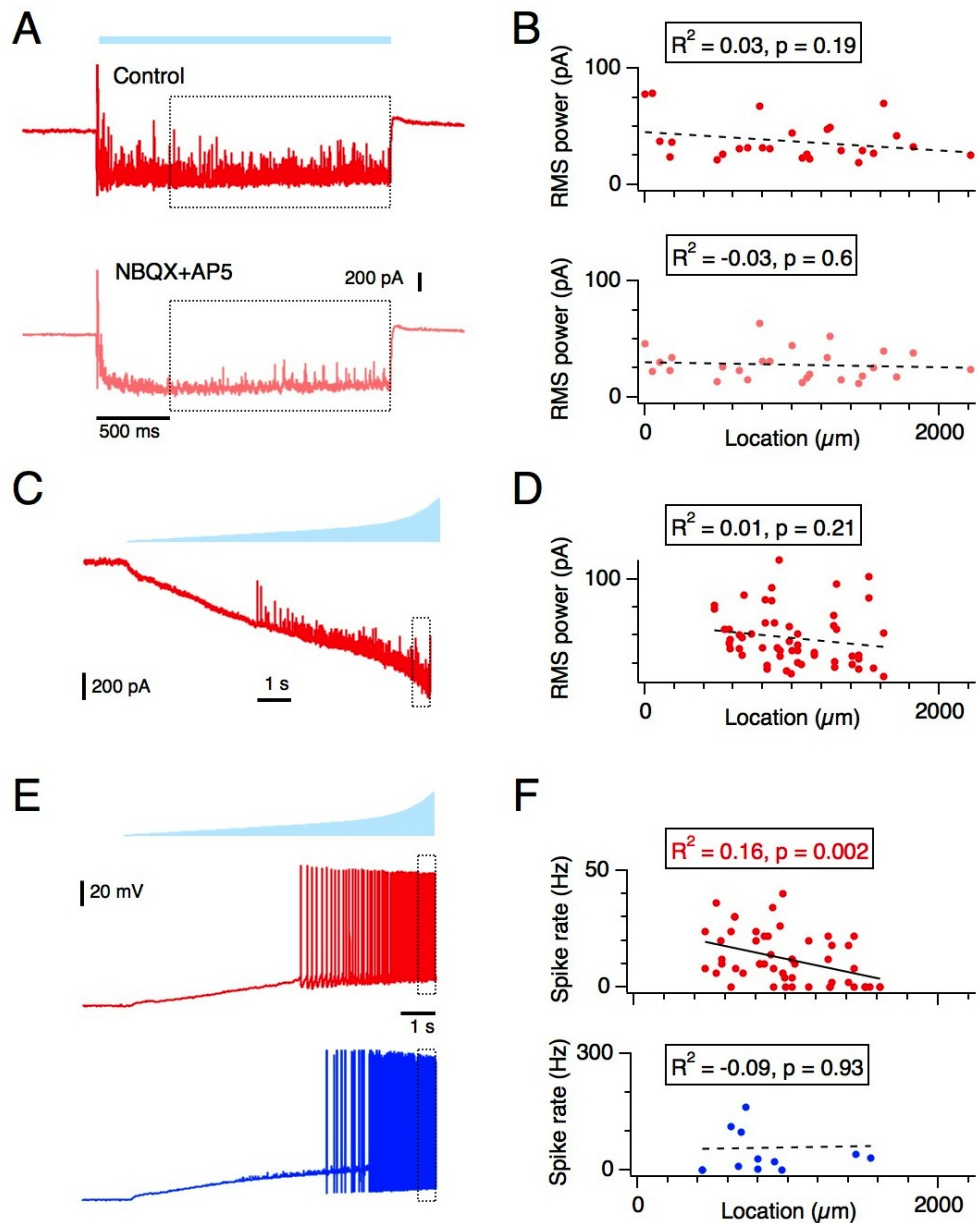 A
Control
NBQX+AP5
200 pA
500 ms
B
R² = 0.03, p = 0.19
100
0
RMS power (pA)
R² = -0.03, p = 0.6
100
0
RMS power (pA)
0
2000
Location (µm)
C
200 pA
1 s
D
R² = 0.01, p = 0.21
100
RMS power (pA)
0
2000
Location (µm)
E
20 mV
1 s
F
R² = 0.16, p = 0.002
50
0
Spike rate (Hz)
R² = -0.09, p = 0.93
300
0
Spike rate (Hz)
0
2000
Location (µm)